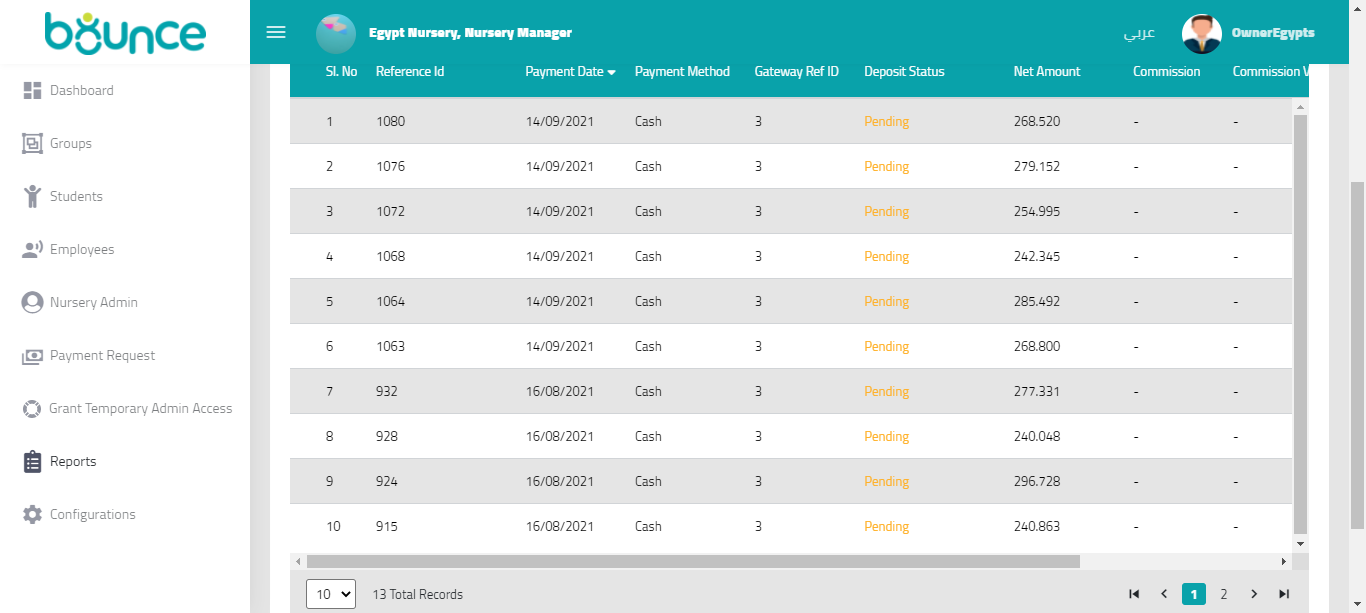 bounce
Egypt Nursery, Nursery Manager
عربي
OwnerEgypts
Dashboard
Groups
Students
Employees
Nursery Admin
Payment Request
Grant Temporary Admin Access
Reports
Configurations
Sl. No Reference Id Payment Date Payment Method Gateway Ref ID Deposit Status Net Amount Commission Commission V
1 1080 14/09/2021 Cash 3 Pending 268.520 - -
2 1076 14/09/2021 Cash 3 Pending 279.152 - -
3 1072 14/09/2021 Cash 3 Pending 254.995 - -
4 1068 14/09/2021 Cash 3 Pending 242.345 - -
5 1064 14/09/2021 Cash 3 Pending 285.492 - -
6 1063 14/09/2021 Cash 3 Pending 268.800 - -
7 932 16/08/2021 Cash 3 Pending 277.331 - -
8 928 16/08/2021 Cash 3 Pending 240.048 - -
9 924 16/08/2021 Cash 3 Pending 296.728 - -
10 915 16/08/2021 Cash 3 Pending 240.863 - -
10 13 Total Records 1 2